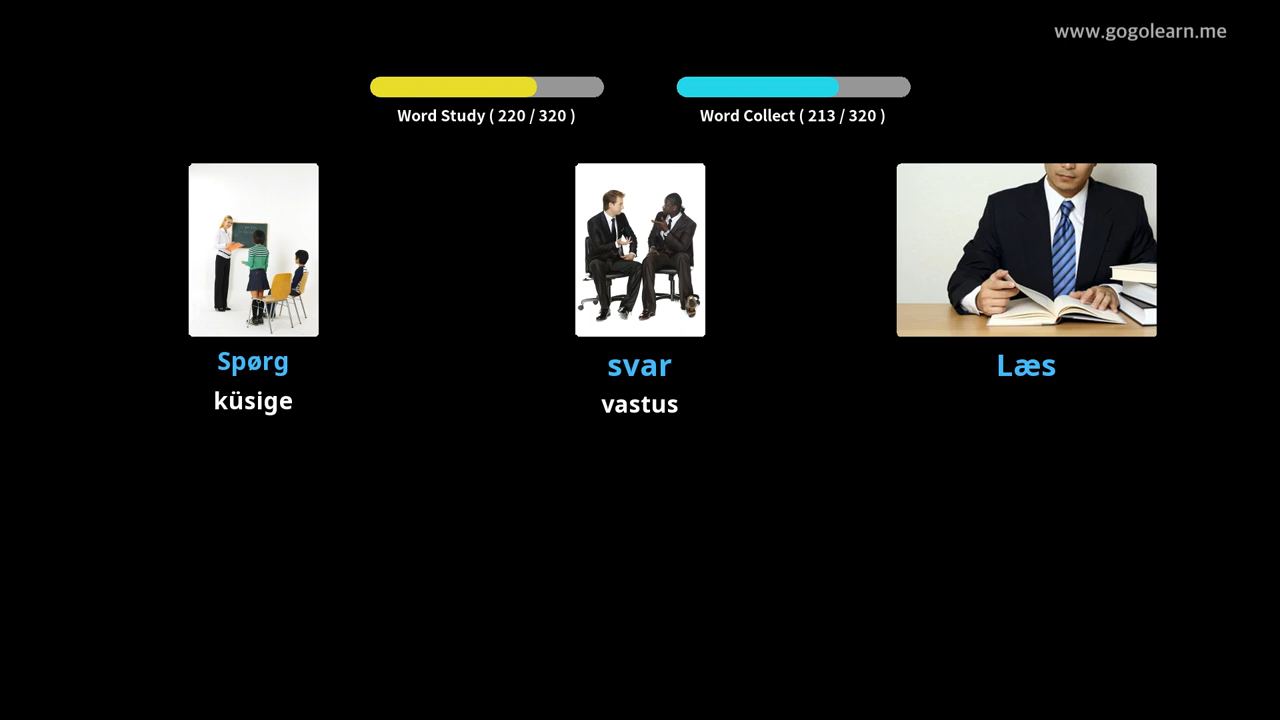 www.gogolearn.me
Word Study ( 220 / 320 )
Word Collect ( 213 / 320 )
Spørg
küsige
svar
vastus
Læs